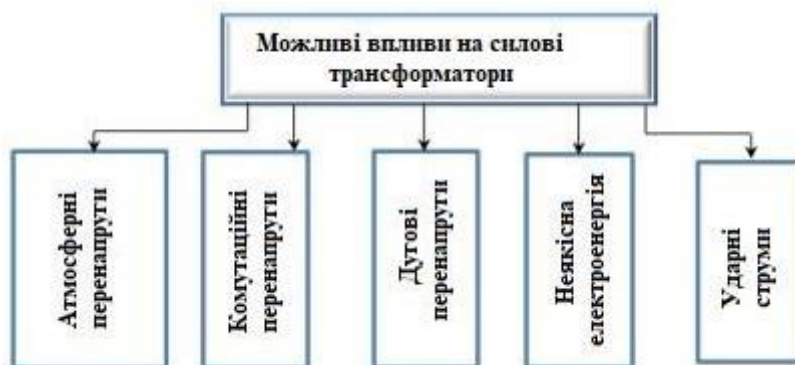 Можливі впливи на силові
трансформатори
Атмосферні
перенапруги
Комутаційні
перенапруги
Дугові
перенапруги
Неякісна
електроенергія
Ударні
струми